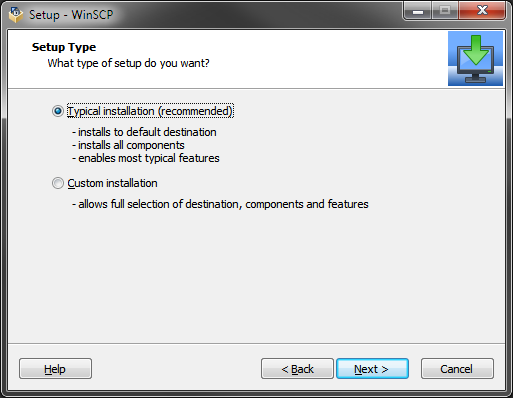 Setup - WinSCP
Setup Type
What type of setup do you want?
Typical installation (recommended)
- installs to default destination
- installs all components
- enables most typical features
Custom installation
- allows full selection of destination, components and features
Help
< Back
Next >
Cancel